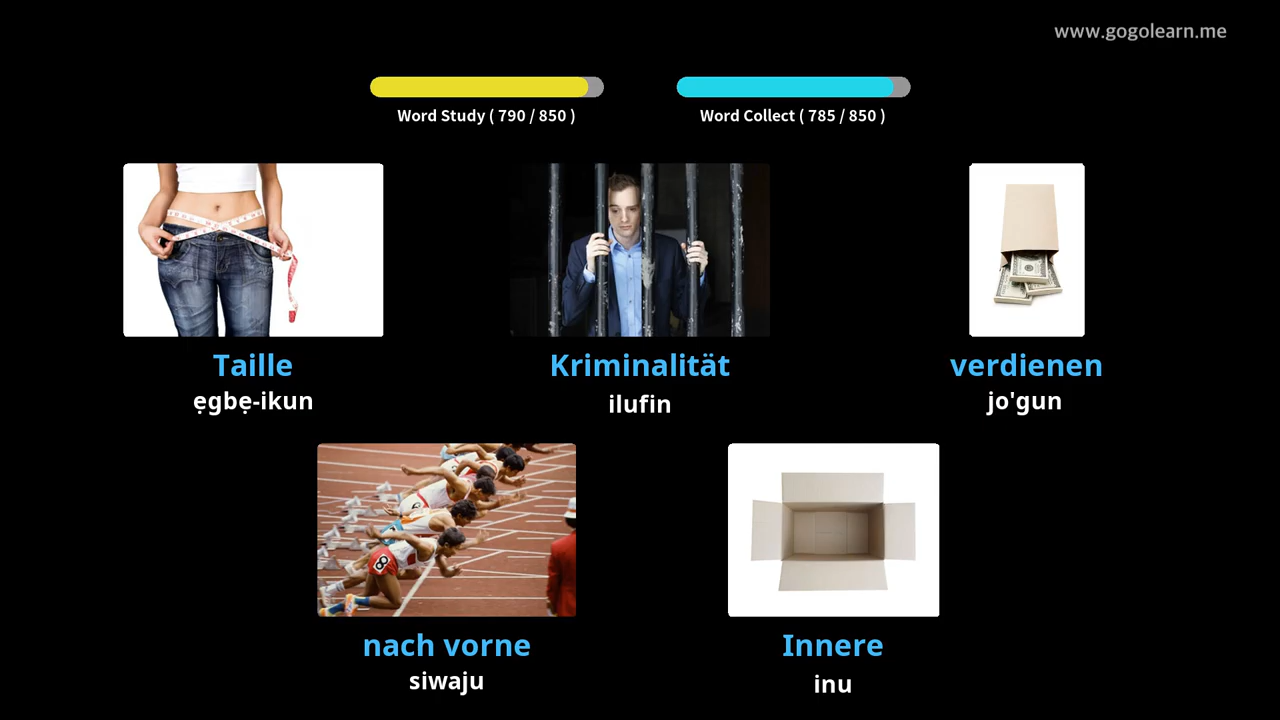 www.gogolearn.me
Word Study ( 790 / 850 )
Word Collect ( 785 / 850 )
Taille
ẹgbẹ-ikun
Kriminalität
ilufin
verdienen
jo'gun
8
nach vorne
siwaju
Innere
inu